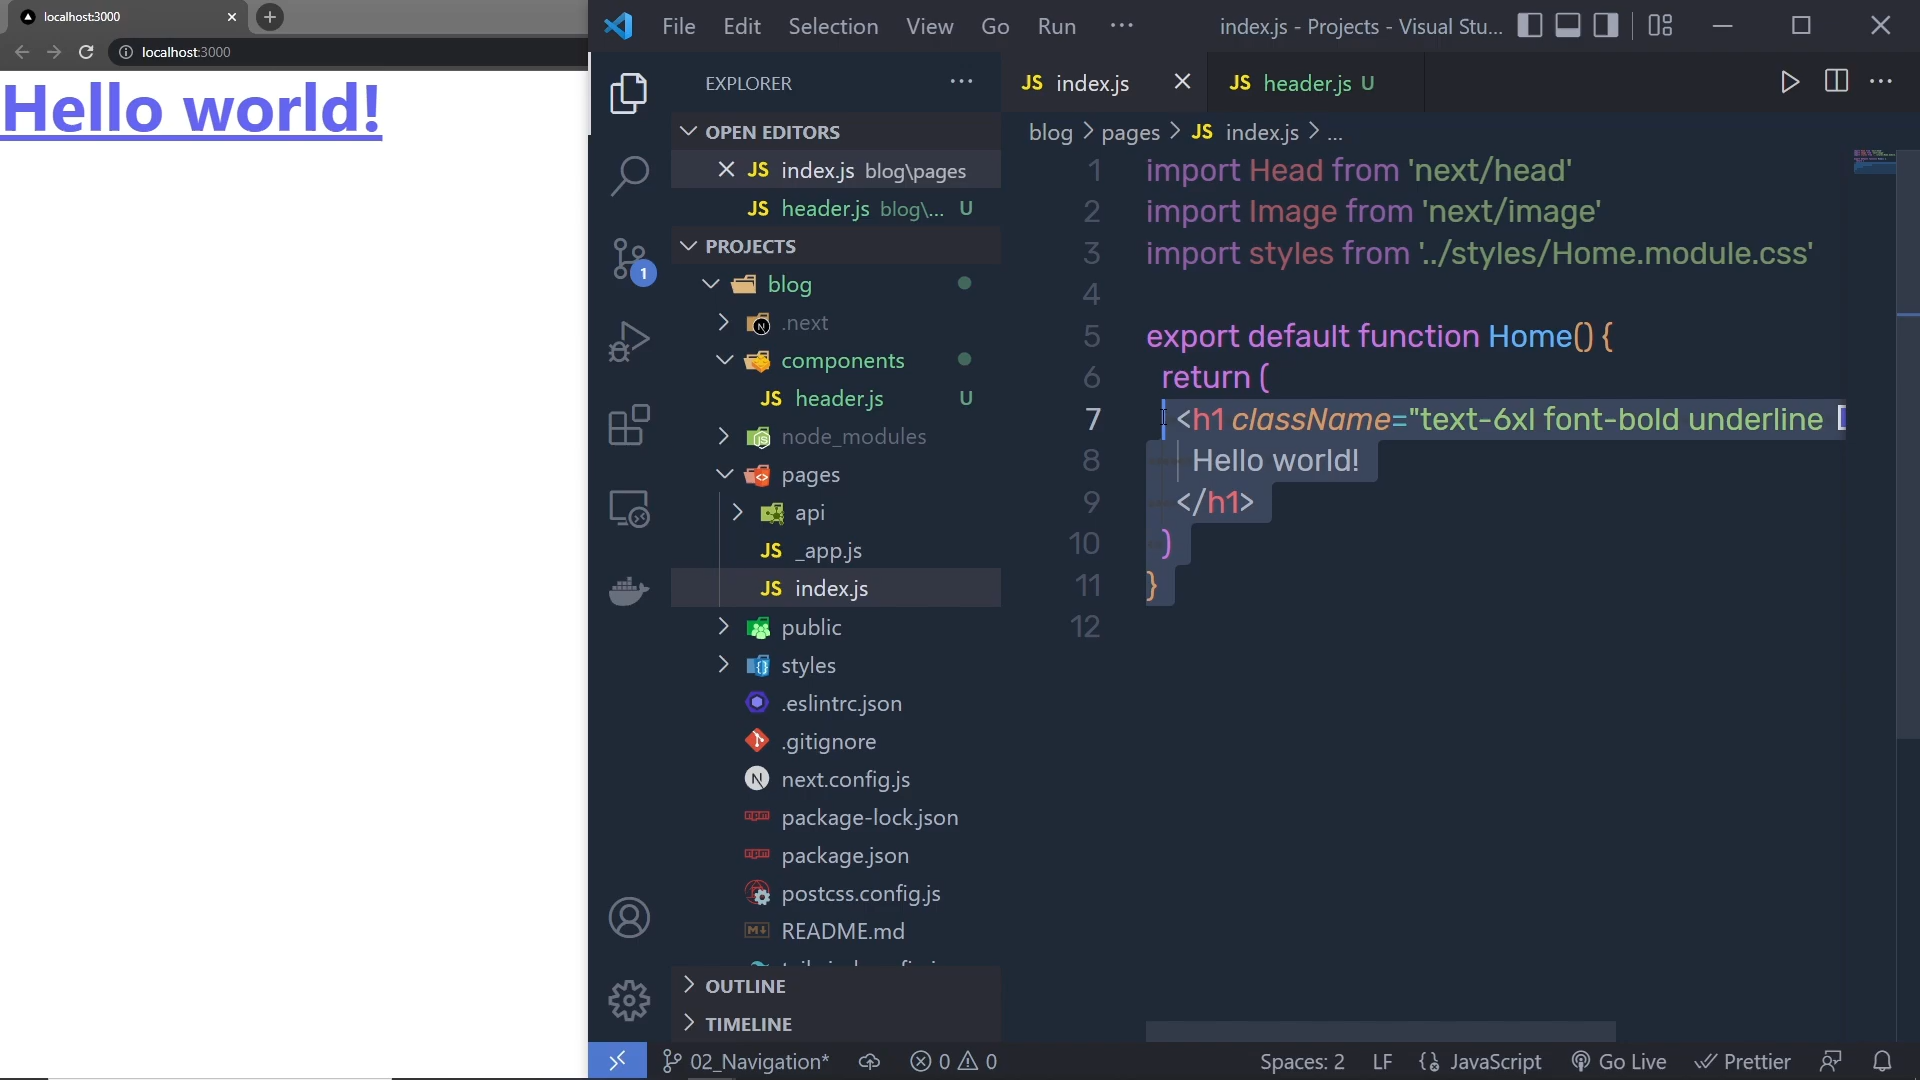 localhost:3000
localhost:3000
Hello world!
File Edit Selection View Go Run ···
index.js - Projects - Visual Stu...
EXPLORER ···
OPEN EDITORS
JS index.js blog\pages
JS header.js blog\... U
PROJECTS
blog
.next
components
JS header.js U
node_modules
pages
api
JS _app.js
JS index.js
public
styles
.eslintrc.json
.gitignore
next.config.js
package-lock.json
package.json
postcss.config.js
README.md
OUTLINE
TIMELINE
1
JS index.js
JS header.js U
blog > pages > JS index.js > ...
1 import Head from 'next/head'
2 import Image from 'next/image'
3 import styles from '../styles/Home.module.css'
4
5 export default function Home() {
6 return (
7 <h1 className="text-6xl font-bold underline
8 Hello world!
9 </h1>
10 )
11 }
12
02_Navigation* 0 0
Spaces: 2 LF {} JavaScript Go Live Prettier